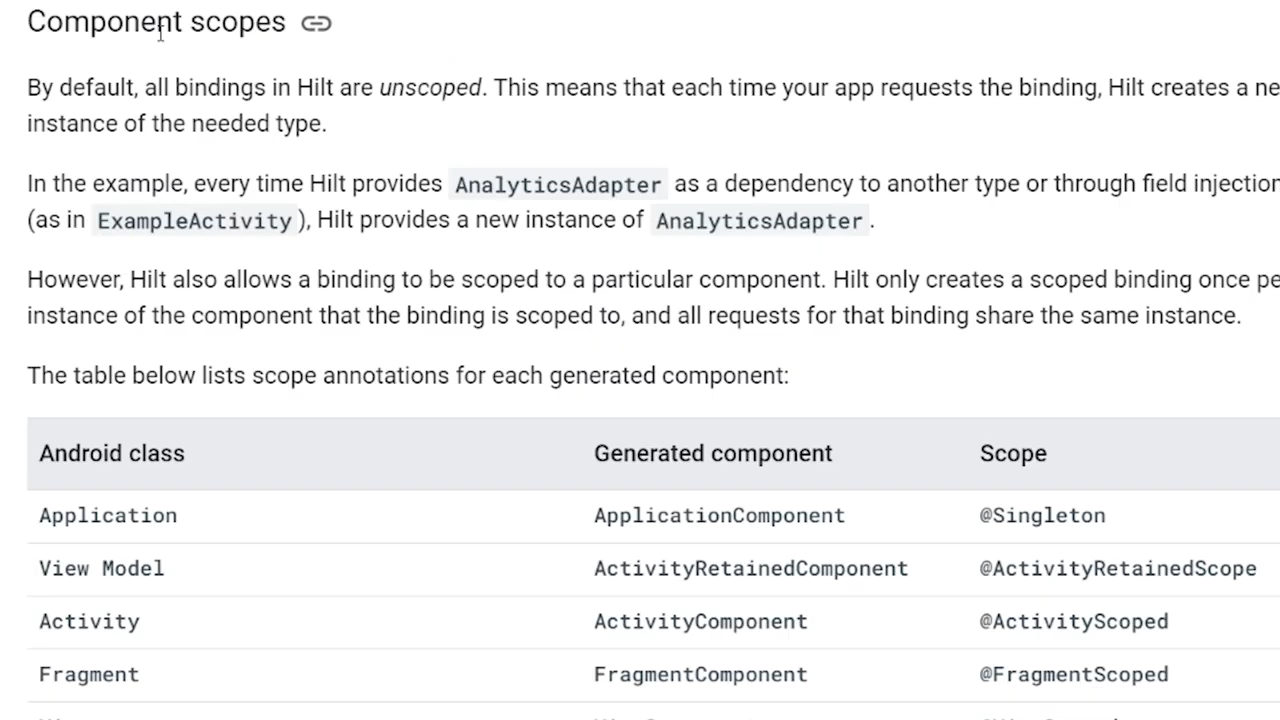 Component scopes
By default, all bindings in Hilt are unscoped. This means that each time your app requests the binding, Hilt creates a
instance of the needed type.
In the example, every time Hilt provides AnalyticsAdapter as a dependency to another type or through field injection
(as in ExampleActivity), Hilt provides a new instance of AnalyticsAdapter.
However, Hilt also allows a binding to be scoped to a particular component. Hilt only creates a scoped binding once
instance of the component that the binding is scoped to, and all requests for that binding share the same instance.
The table below lists scope annotations for each generated component:
Android class Generated component Scope
Application ApplicationComponent @Singleton
View Model ActivityRetainedComponent @ActivityRetainedScope
Activity ActivityComponent @ActivityScoped
Fragment FragmentComponent @FragmentScoped